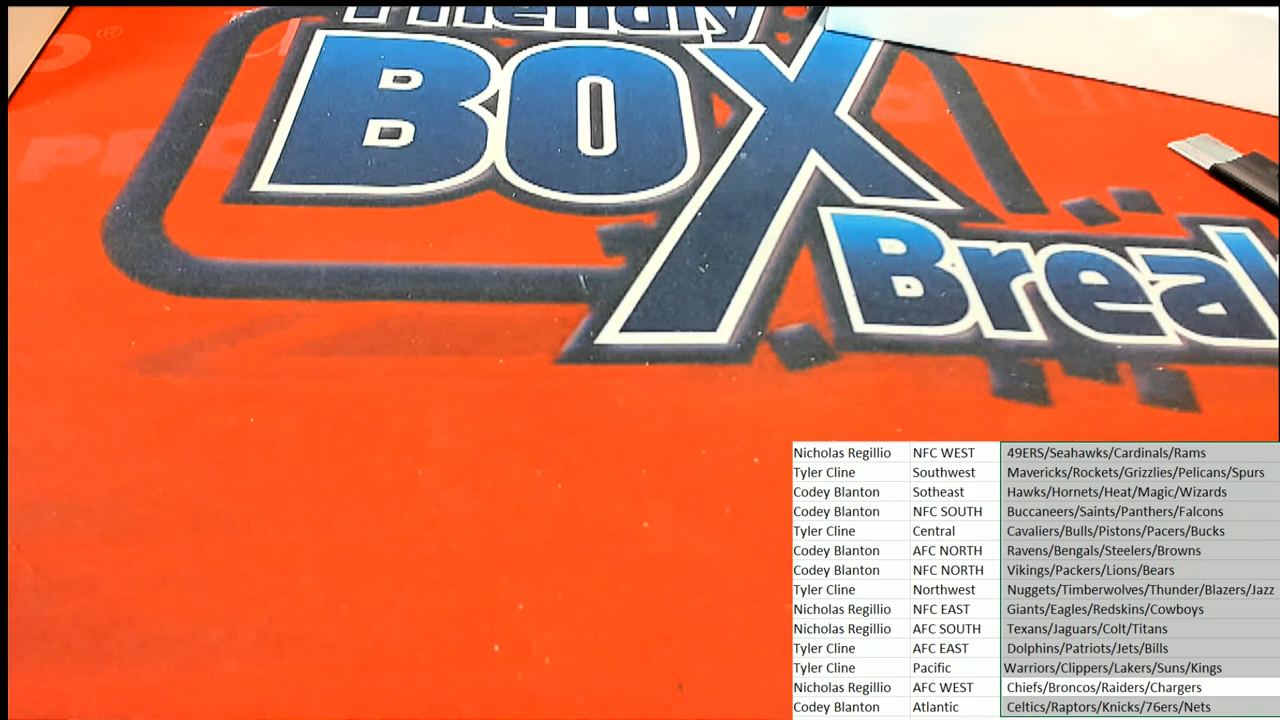 Friendly
BOX
Break
Nicholas Regillio NFC WEST 49ERS/Seahawks/Cardinals/Rams
Tyler Cline Southwest Mavericks/Rockets/Grizzlies/Pelicans/Spurs
Codey Blanton Sotheast Hawks/Hornets/Heat/Magic/Wizards
Codey Blanton NFC SOUTH Buccaneers/Saints/Panthers/Falcons
Tyler Cline Central Cavaliers/Bulls/Pistons/Pacers/Bucks
Codey Blanton AFC NORTH Ravens/Bengals/Steelers/Browns
Codey Blanton NFC NORTH Vikings/Packers/Lions/Bears
Tyler Cline Northwest Nuggets/Timberwolves/Thunder/Blazers/Jazz
Nicholas Regillio NFC EAST Giants/Eagles/Redskins/Cowboys
Nicholas Regillio AFC SOUTH Texans/Jaguars/Colt/Titans
Tyler Cline AFC EAST Dolphins/Patriots/Jets/Bills
Tyler Cline Pacific Warriors/Clippers/Lakers/Suns/Kings
Nicholas Regillio AFC WEST Chiefs/Broncos/Raiders/Chargers
Codey Blanton Atlantic Celtics/Raptors/Knicks/76ers/Nets